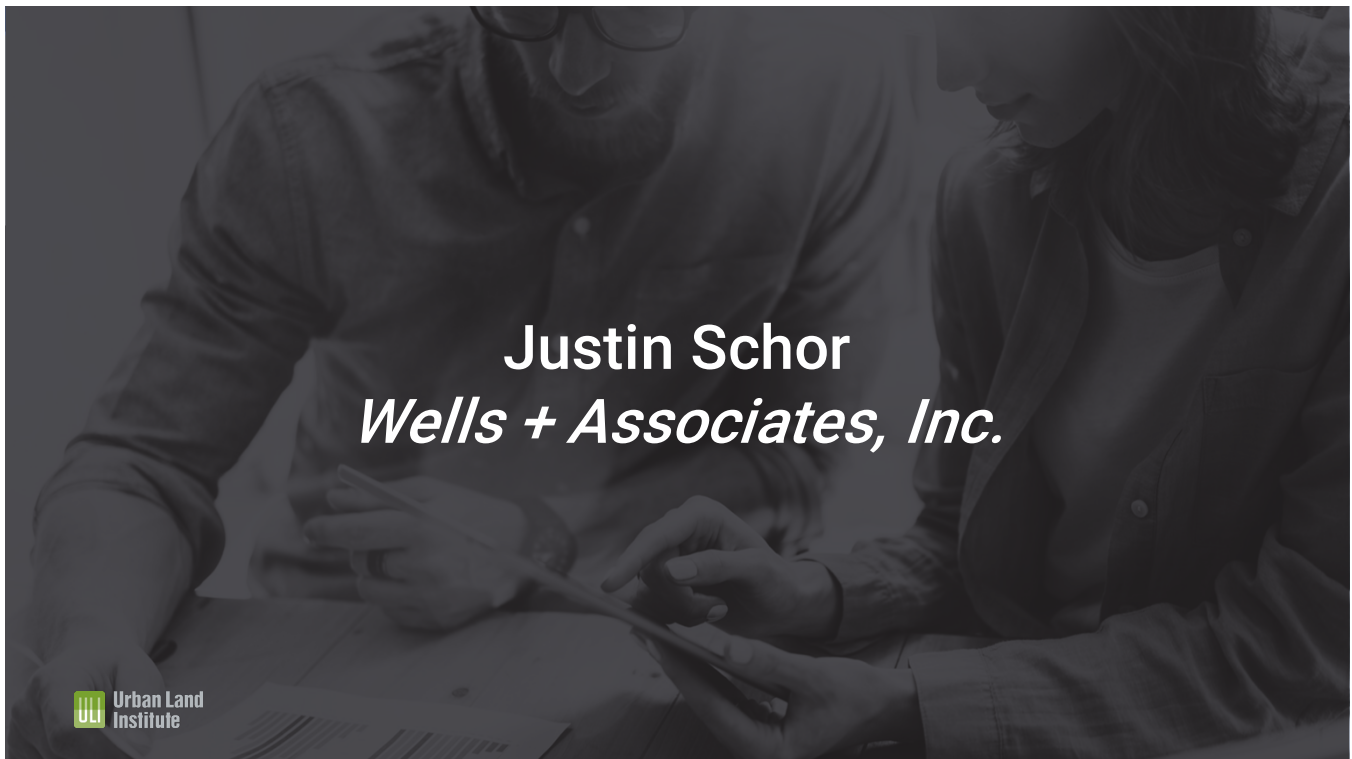 Justin Schor
Wells + Associates, Inc.
ULI
Urban Land
Institute